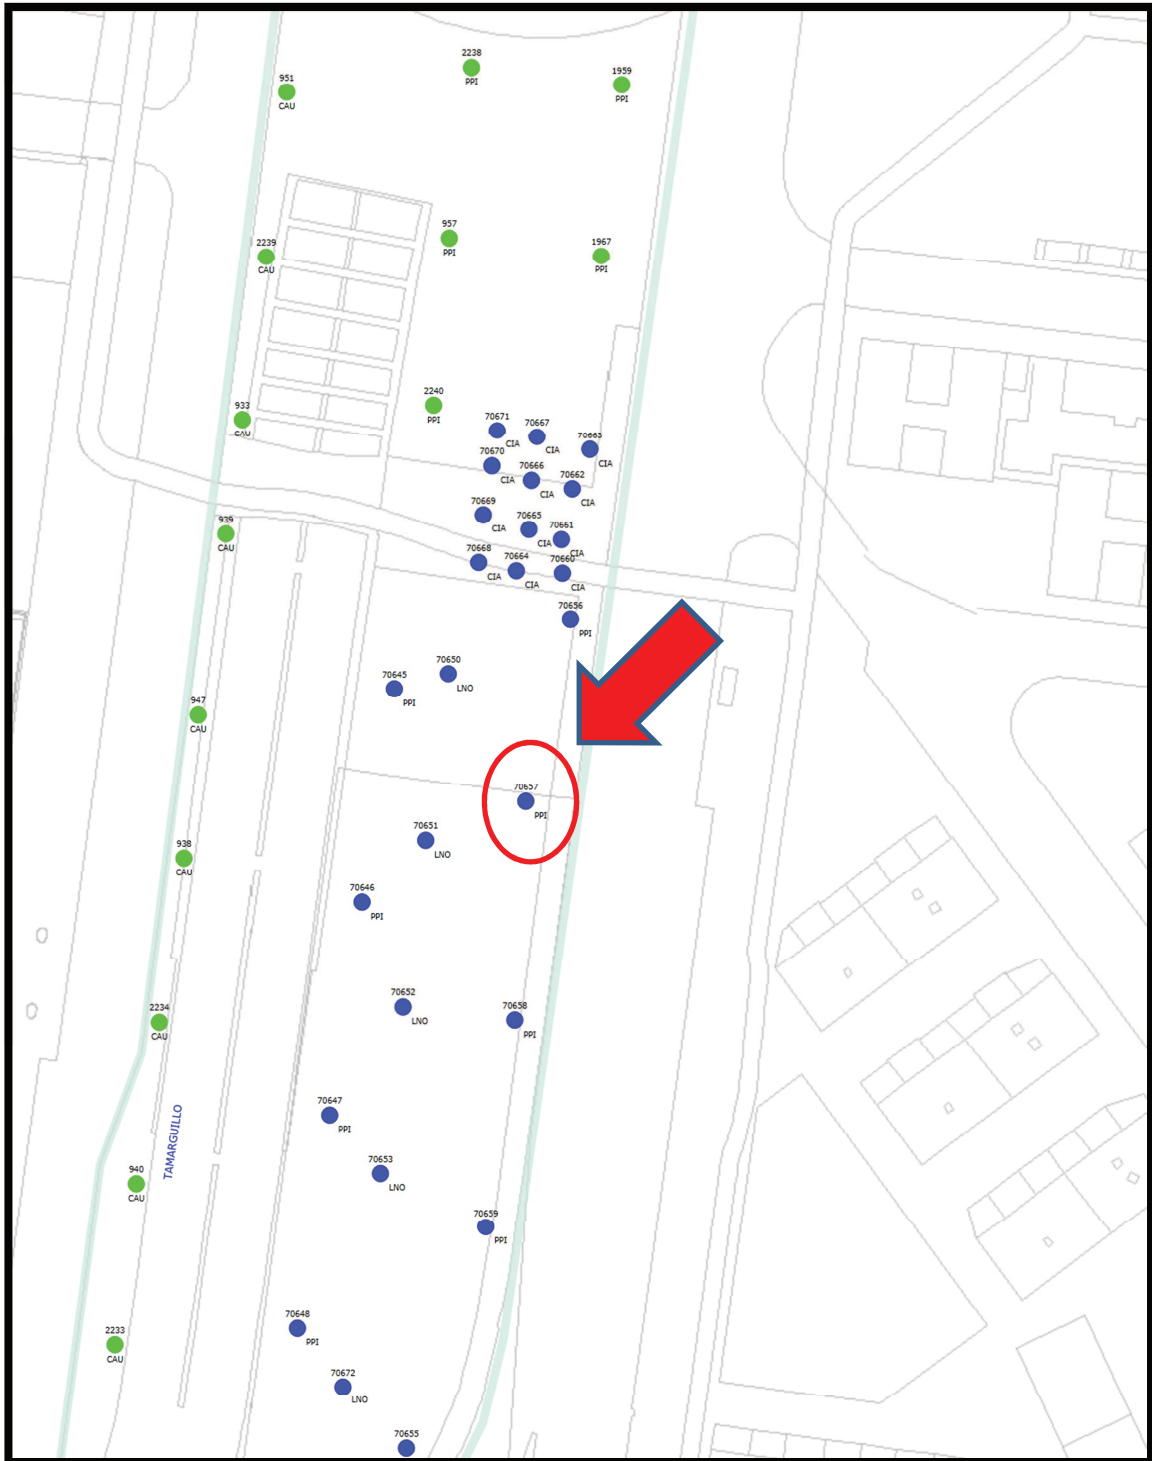 2238
PPI
1959
PPI
951
CAU
957
PPI
2239
CAU
1967
PPI
2240
PPI
933
CAU
70671
CIA
70667
CIA
70663
CIA
70670
CIA
70666
CIA
70662
CIA
70669
CIA
70665
CIA
70661
CIA
939
CAU
70668
CIA
70664
CIA
70660
CIA
70656
PPI
70650
LNO
70645
PPI
947
CAU
70657
PPI
70651
LNO
938
CAU
70646
PPI
70652
LNO
70658
PPI
2234
CAU
TAMARGUILLO
70647
PPI
70653
LNO
940
CAU
70659
PPI
70648
PPI
2233
CAU
70672
LNO
70655